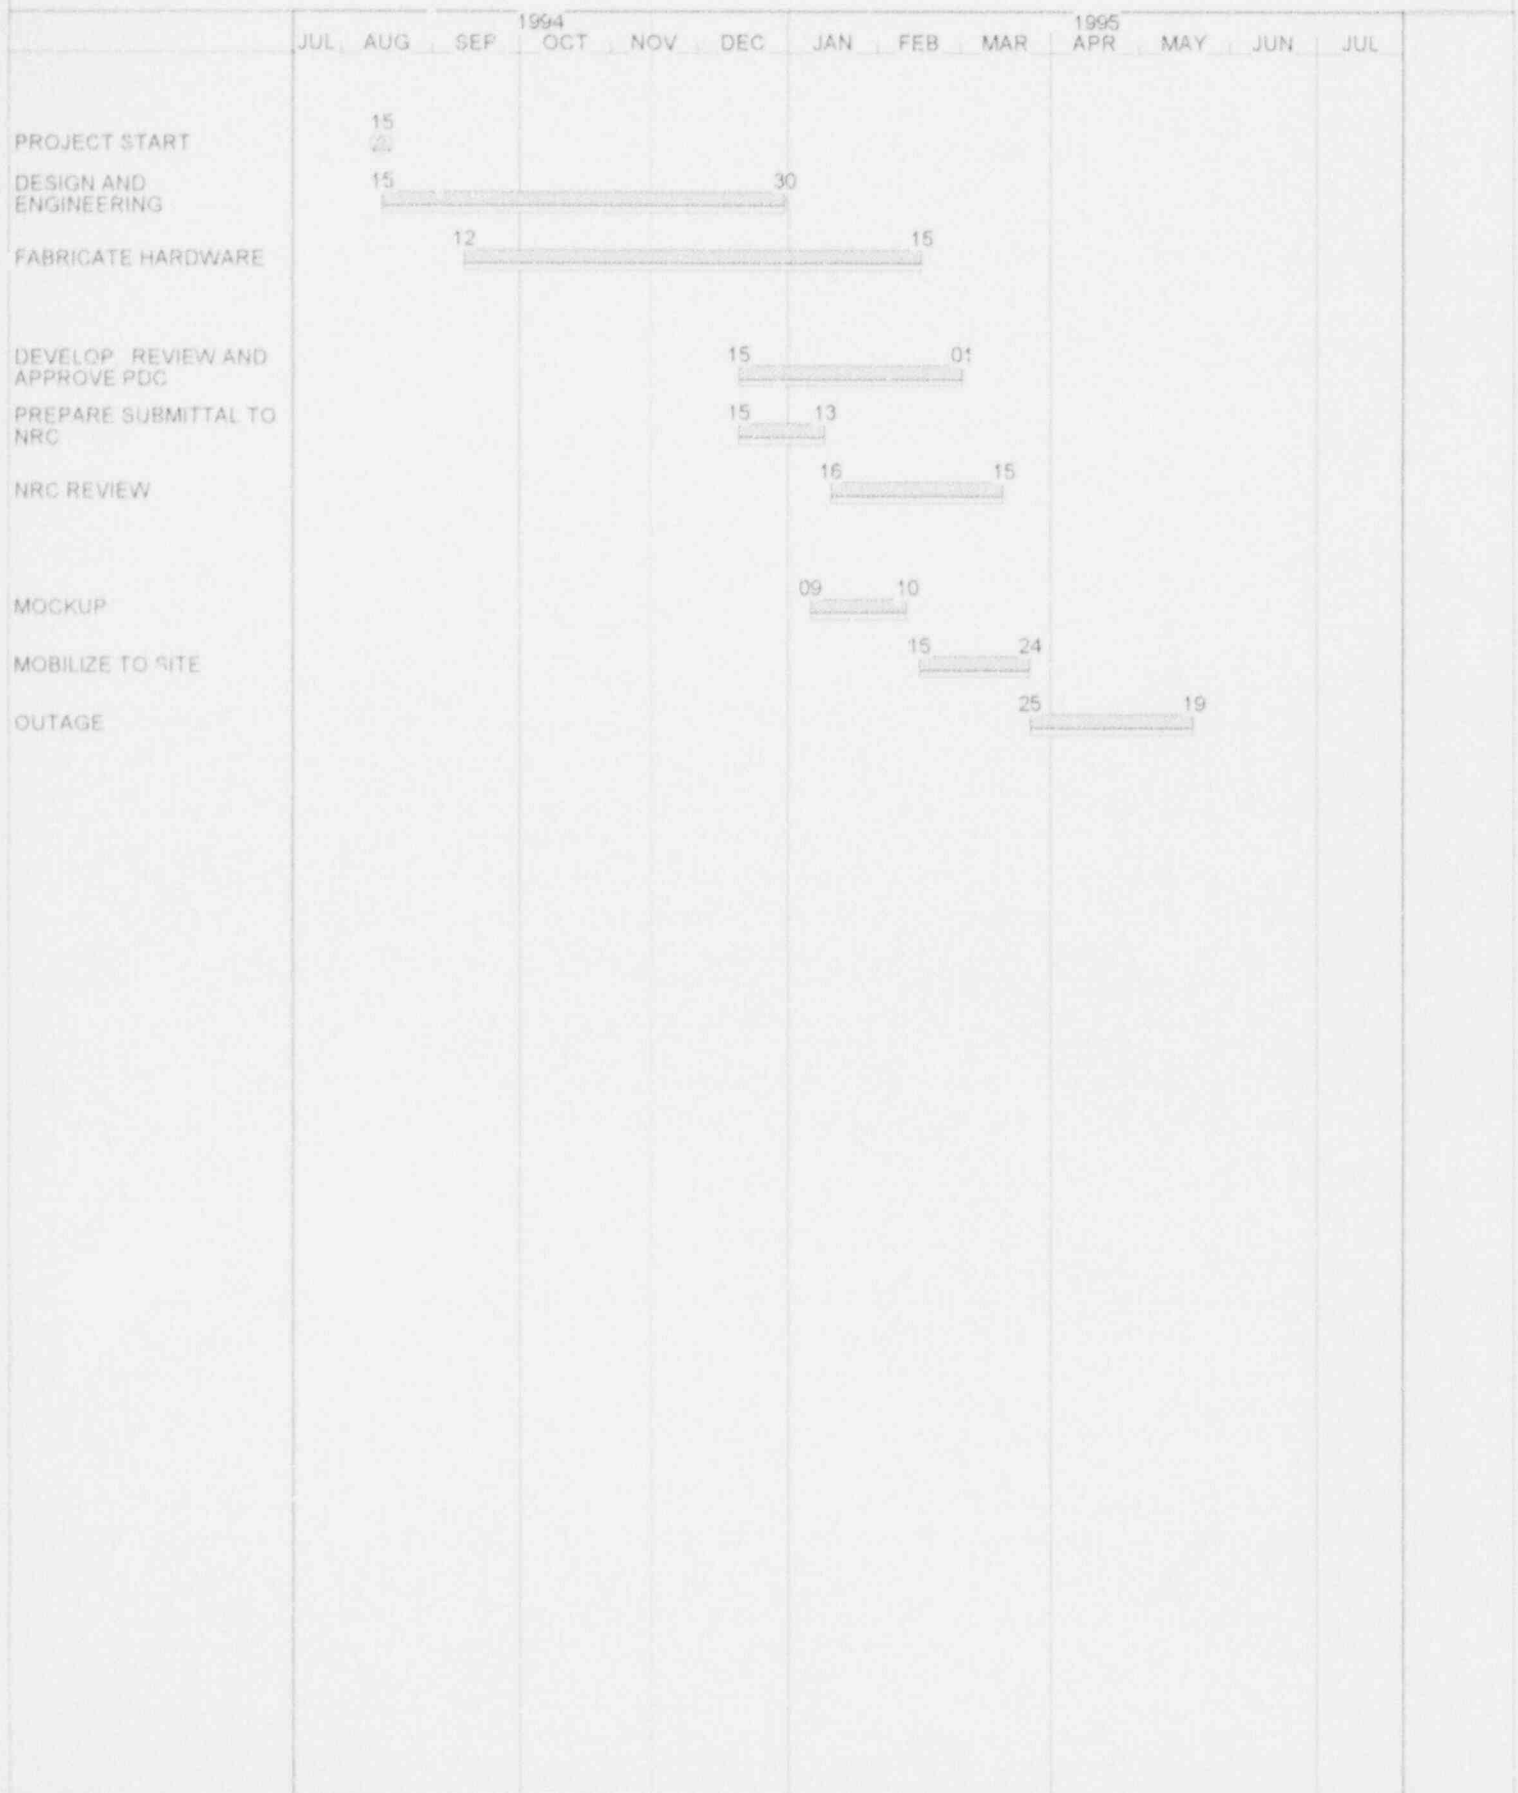 1994 1995
JUL AUG SEP OCT NOV DEC JAN FEB MAR APR MAY JUN JUL
15
PROJECT START
DESIGN AND 15 30
ENGINEERING
12 15
FABRICATE HARDWARE
DEVELOP REVIEW AND 15 01
APPROVE PDC
PREPARE SUBMITTAL TO 15 13
NRC
16 15
NRC REVIEW
09 10
MOCKUP
15 24
MOBILIZE TO SITE
25 19
OUTAGE